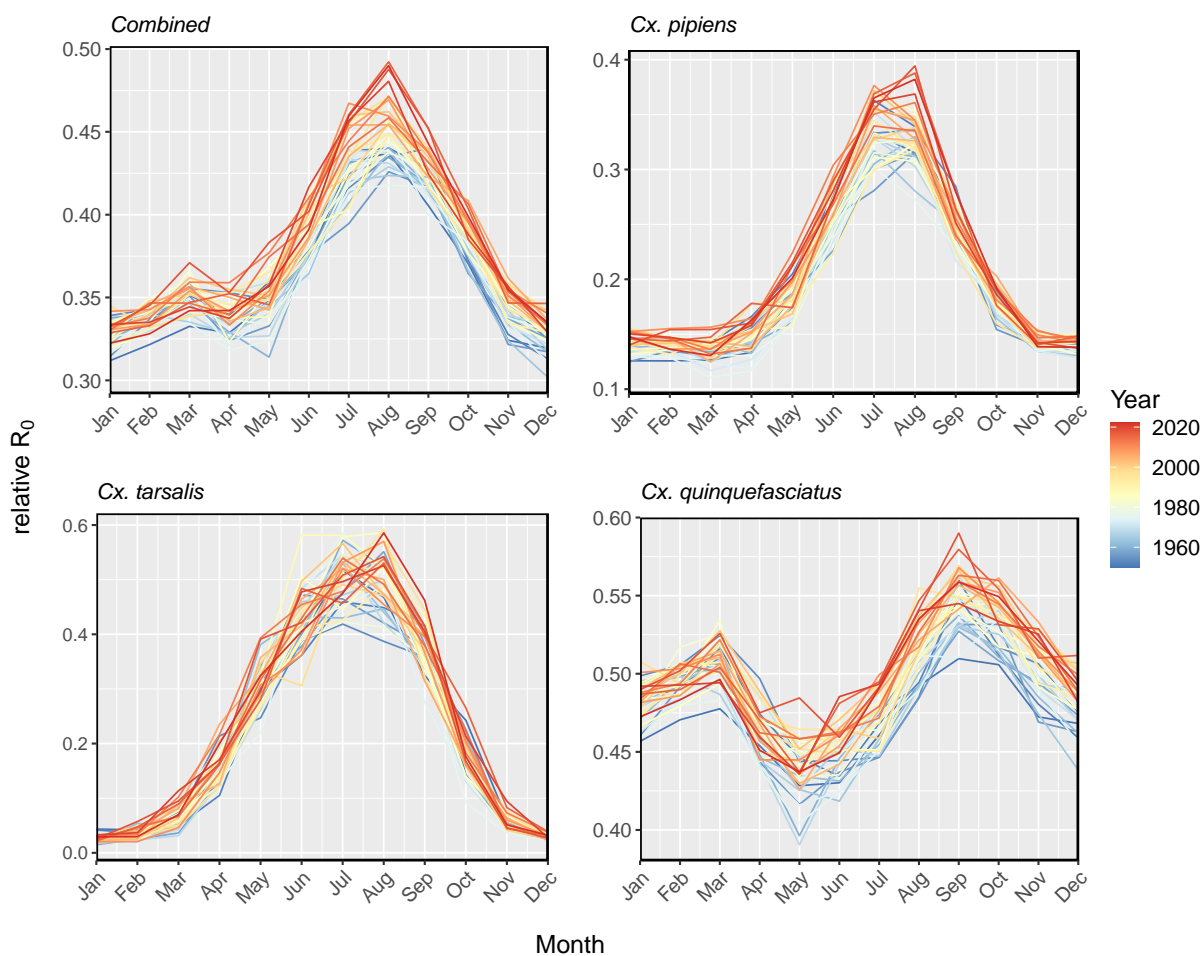 Combined
Cx. pipiens
0.50
0.45
0.40
0.35
0.30
0.4
0.3
0.2
0.1
Jan Feb Mar Apr May Jun Jul Aug Sep Oct Nov Dec
Jan Feb Mar Apr May Jun Jul Aug Sep Oct Nov Dec
relative R₀
Year
2020
2000
1980
1960
Cx. tarsalis
Cx. quinquefasciatus
0.6
0.4
0.2
0.0
0.60
0.55
0.50
0.45
0.40
Jan Feb Mar Apr May Jun Jul Aug Sep Oct Nov Dec
Jan Feb Mar Apr May Jun Jul Aug Sep Oct Nov Dec
Month